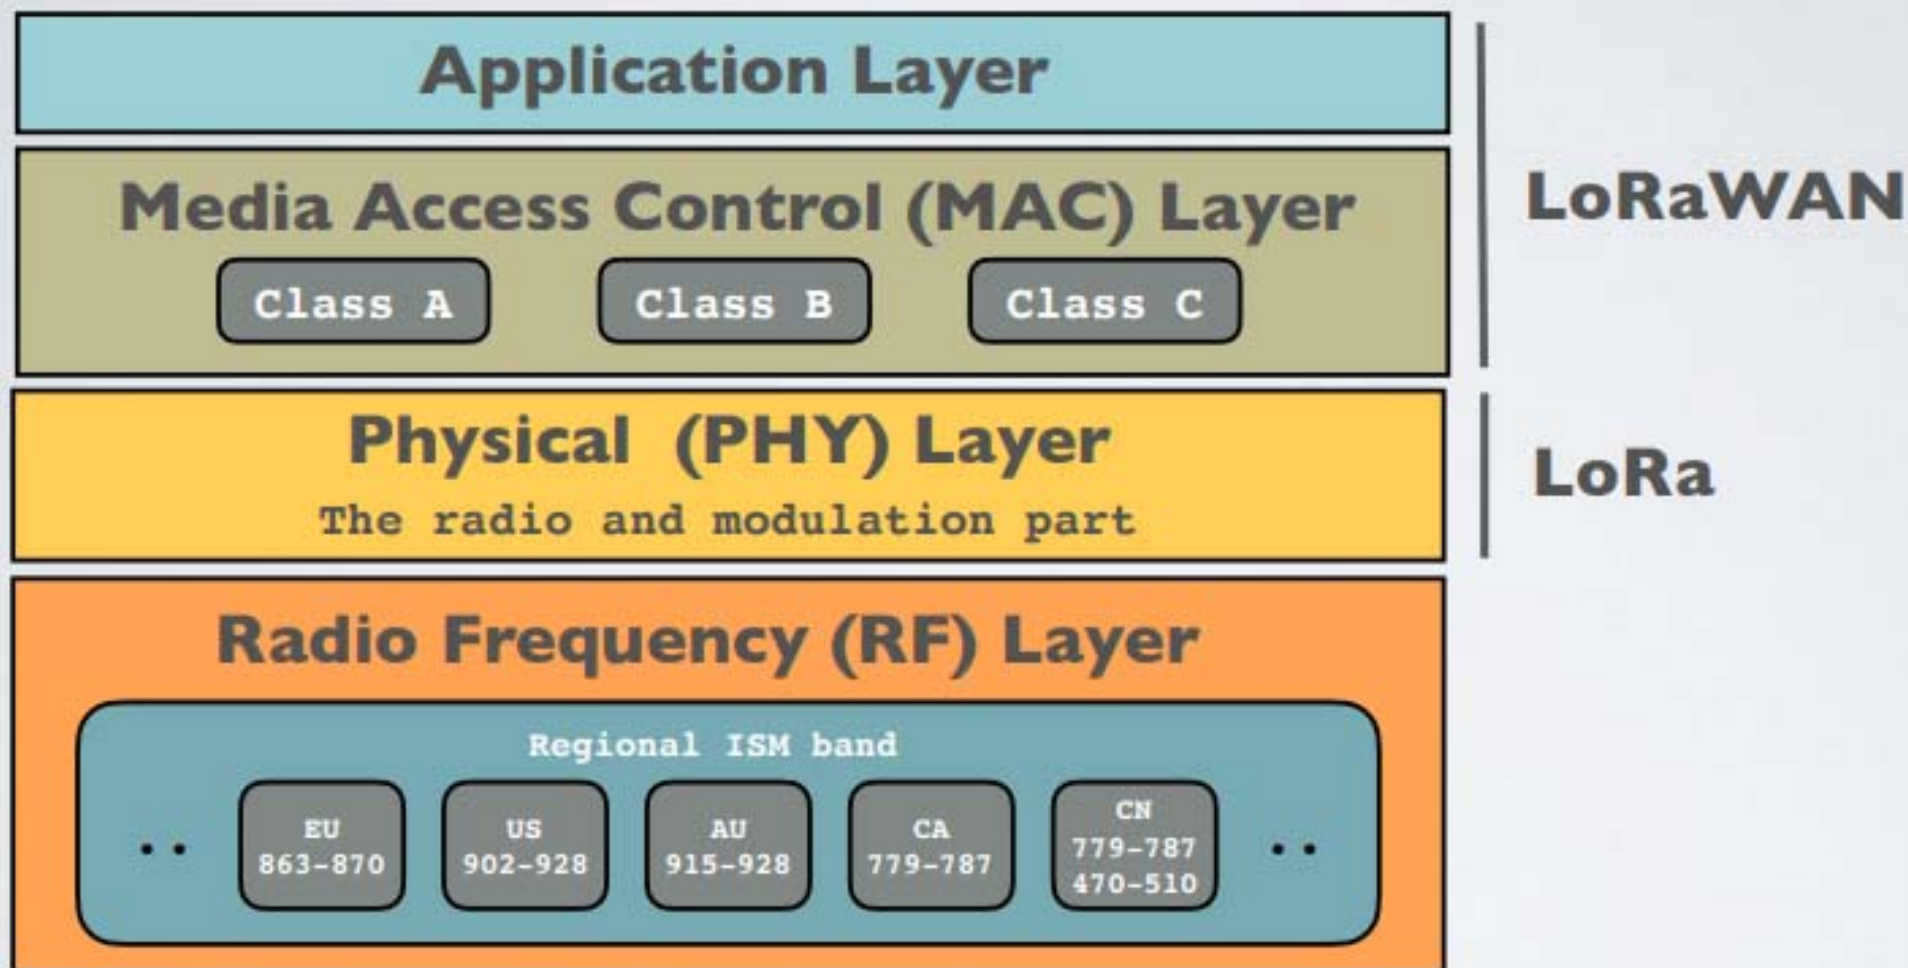 Application Layer
Media Access Control (MAC) Layer
Class A Class B Class C
LoRaWAN
Physical (PHY) Layer
The radio and modulation part
LoRa
Radio Frequency (RF) Layer
Regional ISM band
..
EU
863-870
US
902-928
AU
915-928
CA
779-787
CN
779-787
470-510
..